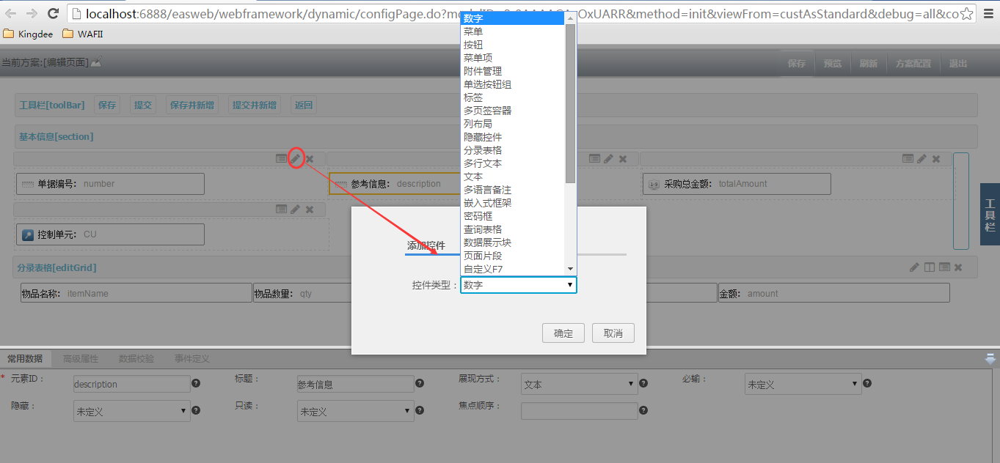 localhost:6888/easweb/webframework/dynamic/configPage.do?
OxUARR&method=init&viewFrom=custAsStandard&debug=all&co
Kingdee WAFII
当前方案:[编辑页面]
保存 预览 刷新 方案配置 退出
工具栏[toolBar] 保存 提交 保存并新增 提交并新增 返回
基本信息[section]
单据编号: number 参考信息: description 采购总金额: totalAmount
控制单元: CU
工具栏
分录表格[editGrid]
物品名称: itemName 物品数量: qty 金额: amount
数字
菜单
按钮
菜单项
附件管理
单选按钮组
标签
多页签容器
列布局
隐藏控件
分录表格
多行文本
文本
多语言备注
嵌入式框架
密码框
查询表格
数据展示块
页面片段
自定义F7
添加控件
控件类型: 数字
确定 取消
常用数据 高级属性 数据校验 事件定义
* 元素ID: description 标题: 参考信息 展现方式: 文本 必输: 未定义
隐藏: 未定义 只读: 未定义 焦点顺序: